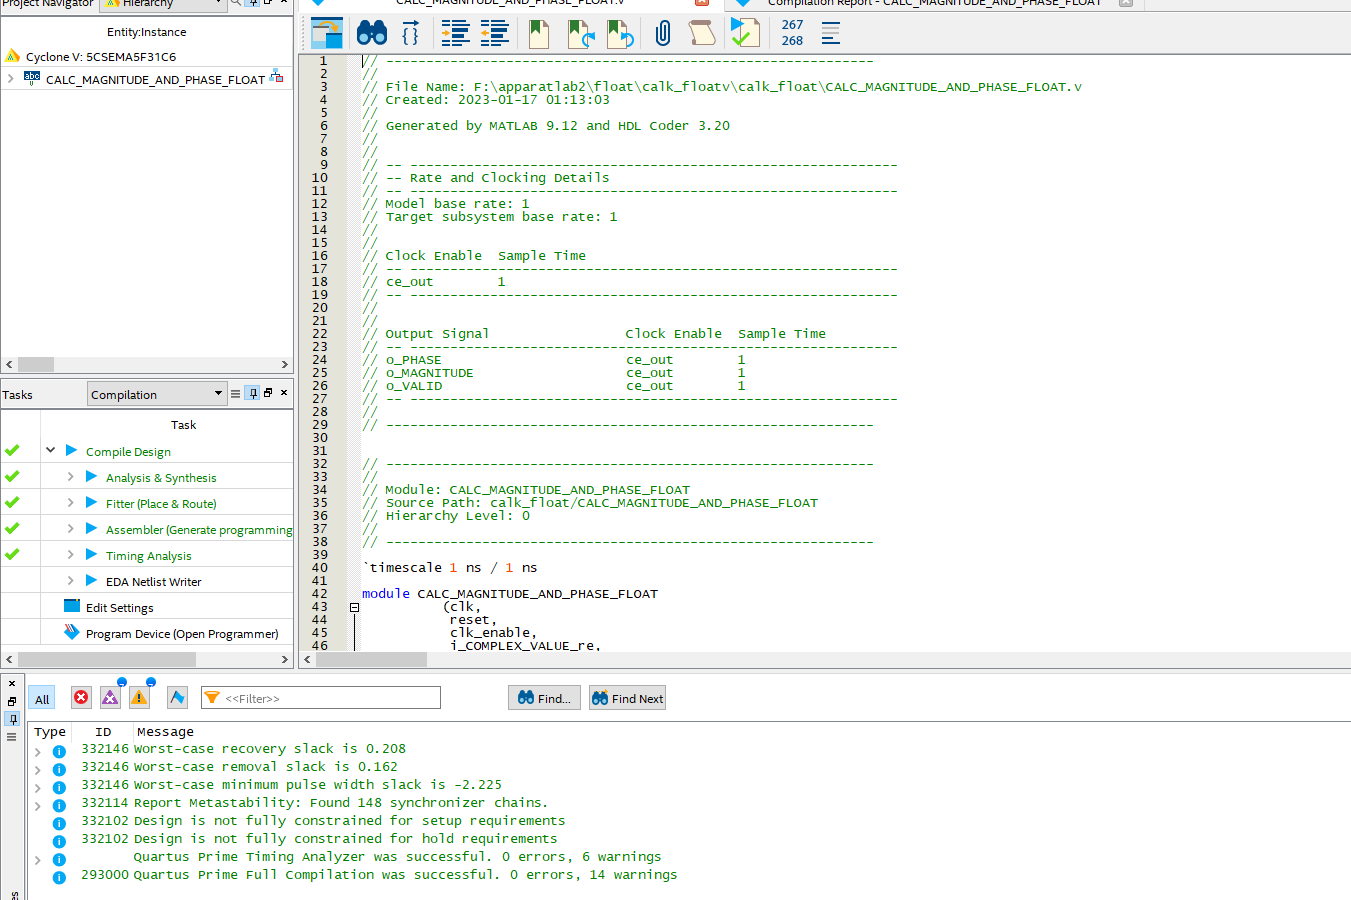 Project Navigator Hierarchy
Entity:Instance
Cyclone V: 5CSEMA5F31C6
abc CALC_MAGNITUDE_AND_PHASE_FLOAT
Tasks Compilation
Task
Compile Design
Analysis & Synthesis
Fitter (Place & Route)
Assembler (Generate programming
Timing Analysis
EDA Netlist Writer
Edit Settings
Program Device (Open Programmer)
CALC_MAGNITUDE_AND_PHASE_FLOAT.v
Compilation Report - CALC_MAGNITUDE_AND_PHASE_FLOAT
267
268
1 // -------------------------------------------------------------
2 //
3 // File Name: F:\apparatlab2\float\calk_floatv\calk_float\CALC_MAGNITUDE_AND_PHASE_FLOAT.v
4 // Created: 2023-01-17 01:13:03
5 //
6 // Generated by MATLAB 9.12 and HDL Coder 3.20
7 //
8 //
9 // -- -------------------------------------------------------------
10 // -- Rate and Clocking Details
11 // -- -------------------------------------------------------------
12 // Model base rate: 1
13 // Target subsystem base rate: 1
14 //
15 //
16 // Clock Enable  Sample Time
17 // -- -------------------------------------------------------------
18 // ce_out        1
19 // -- -------------------------------------------------------------
20 //
21 //
22 // Output Signal                 Clock Enable  Sample Time
23 // -- -------------------------------------------------------------
24 // o_PHASE                       ce_out        1
25 // o_MAGNITUDE                   ce_out        1
26 // o_VALID                       ce_out        1
27 // -- -------------------------------------------------------------
28 //
29 // -------------------------------------------------------------
30
31
32 // -------------------------------------------------------------
33 //
34 // Module: CALC_MAGNITUDE_AND_PHASE_FLOAT
35 // Source Path: calk_float/CALC_MAGNITUDE_AND_PHASE_FLOAT
36 // Hierarchy Level: 0
37 //
38 // -------------------------------------------------------------
39
40 `timescale 1 ns / 1 ns
41
42 module CALC_MAGNITUDE_AND_PHASE_FLOAT
43           (clk,
44            reset,
45            clk_enable,
46            i_COMPLEX_VALUE_re,
All <<Filter>> Find... Find Next
Type ID Message
332146 Worst-case recovery slack is 0.208
332146 Worst-case removal slack is 0.162
332146 Worst-case minimum pulse width slack is -2.225
332114 Report Metastability: Found 148 synchronizer chains.
332102 Design is not fully constrained for setup requirements
332102 Design is not fully constrained for hold requirements
Quartus Prime Timing Analyzer was successful. 0 errors, 6 warnings
293000 Quartus Prime Full Compilation was successful. 0 errors, 14 warnings